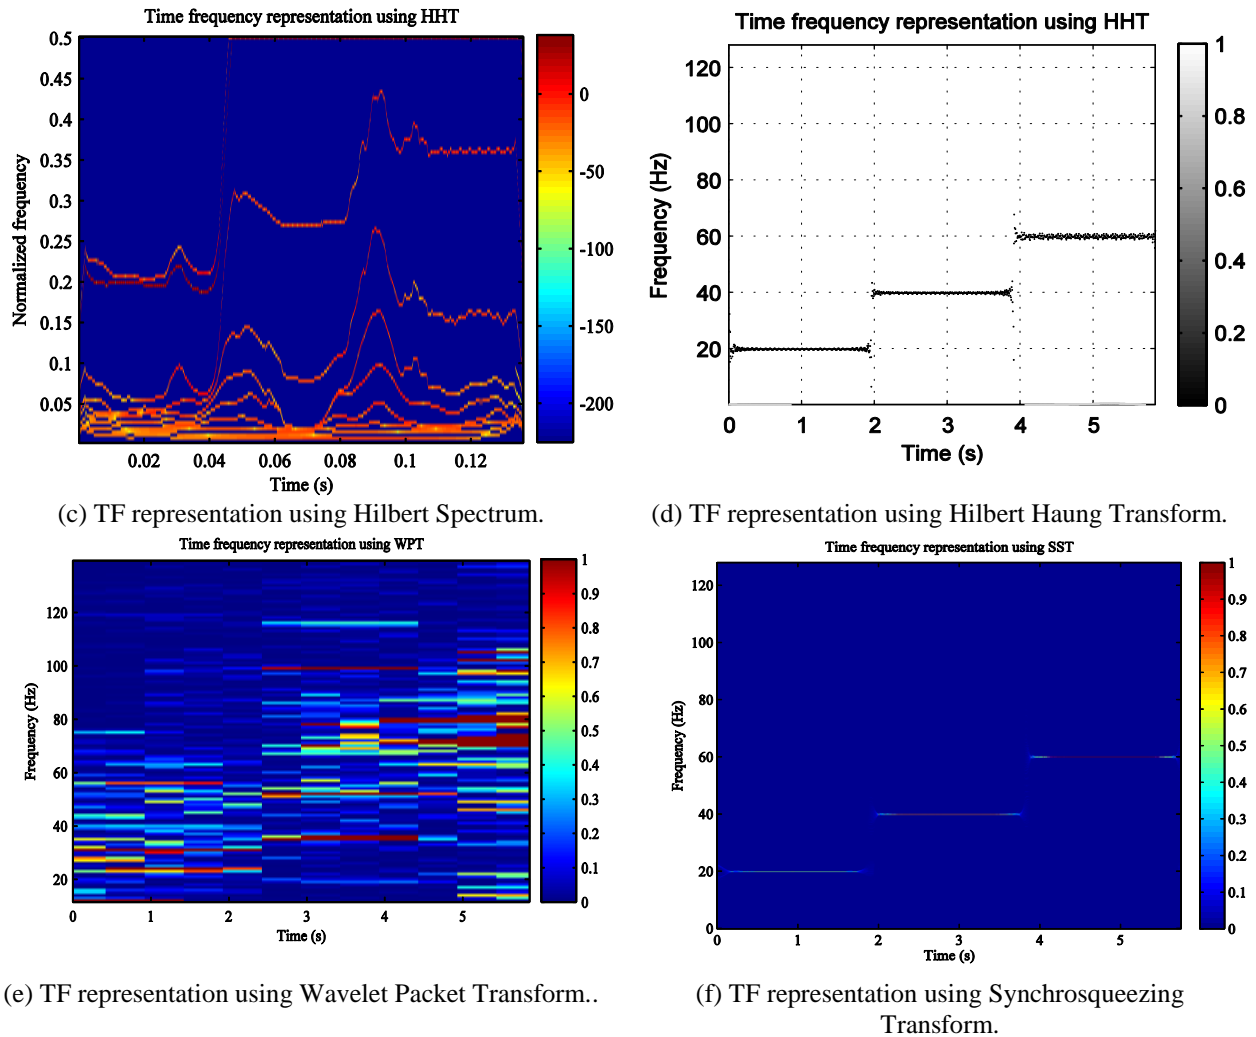 Time frequency representation using HHT
0.5
0.45
0.4
0.35
0.3
0.25
0.2
0.15
0.1
0.05
Normalized frequency
0.02 0.04 0.06 0.08 0.1 0.12
Time (s)
0
-50
-100
-150
-200
(c) TF representation using Hilbert Spectrum.
Time frequency representation using HHT
120
100
80
60
40
20
Frequency (Hz)
0 1 2 3 4 5
Time (s)
1
0.8
0.6
0.4
0.2
0
(d) TF representation using Hilbert Haung Transform.
Time frequency representation using WPT
120
100
80
60
40
20
Frequency (Hz)
0 1 2 3 4 5
Time (s)
1
0.9
0.8
0.7
0.6
0.5
0.4
0.3
0.2
0.1
0
(e) TF representation using Wavelet Packet Transform..
Time frequency representation using SST
120
100
80
60
40
20
0
Frequency (Hz)
0 1 2 3 4 5
Time (s)
1
0.9
0.8
0.7
0.6
0.5
0.4
0.3
0.2
0.1
0
(f) TF representation using Synchrosqueezing
Transform.